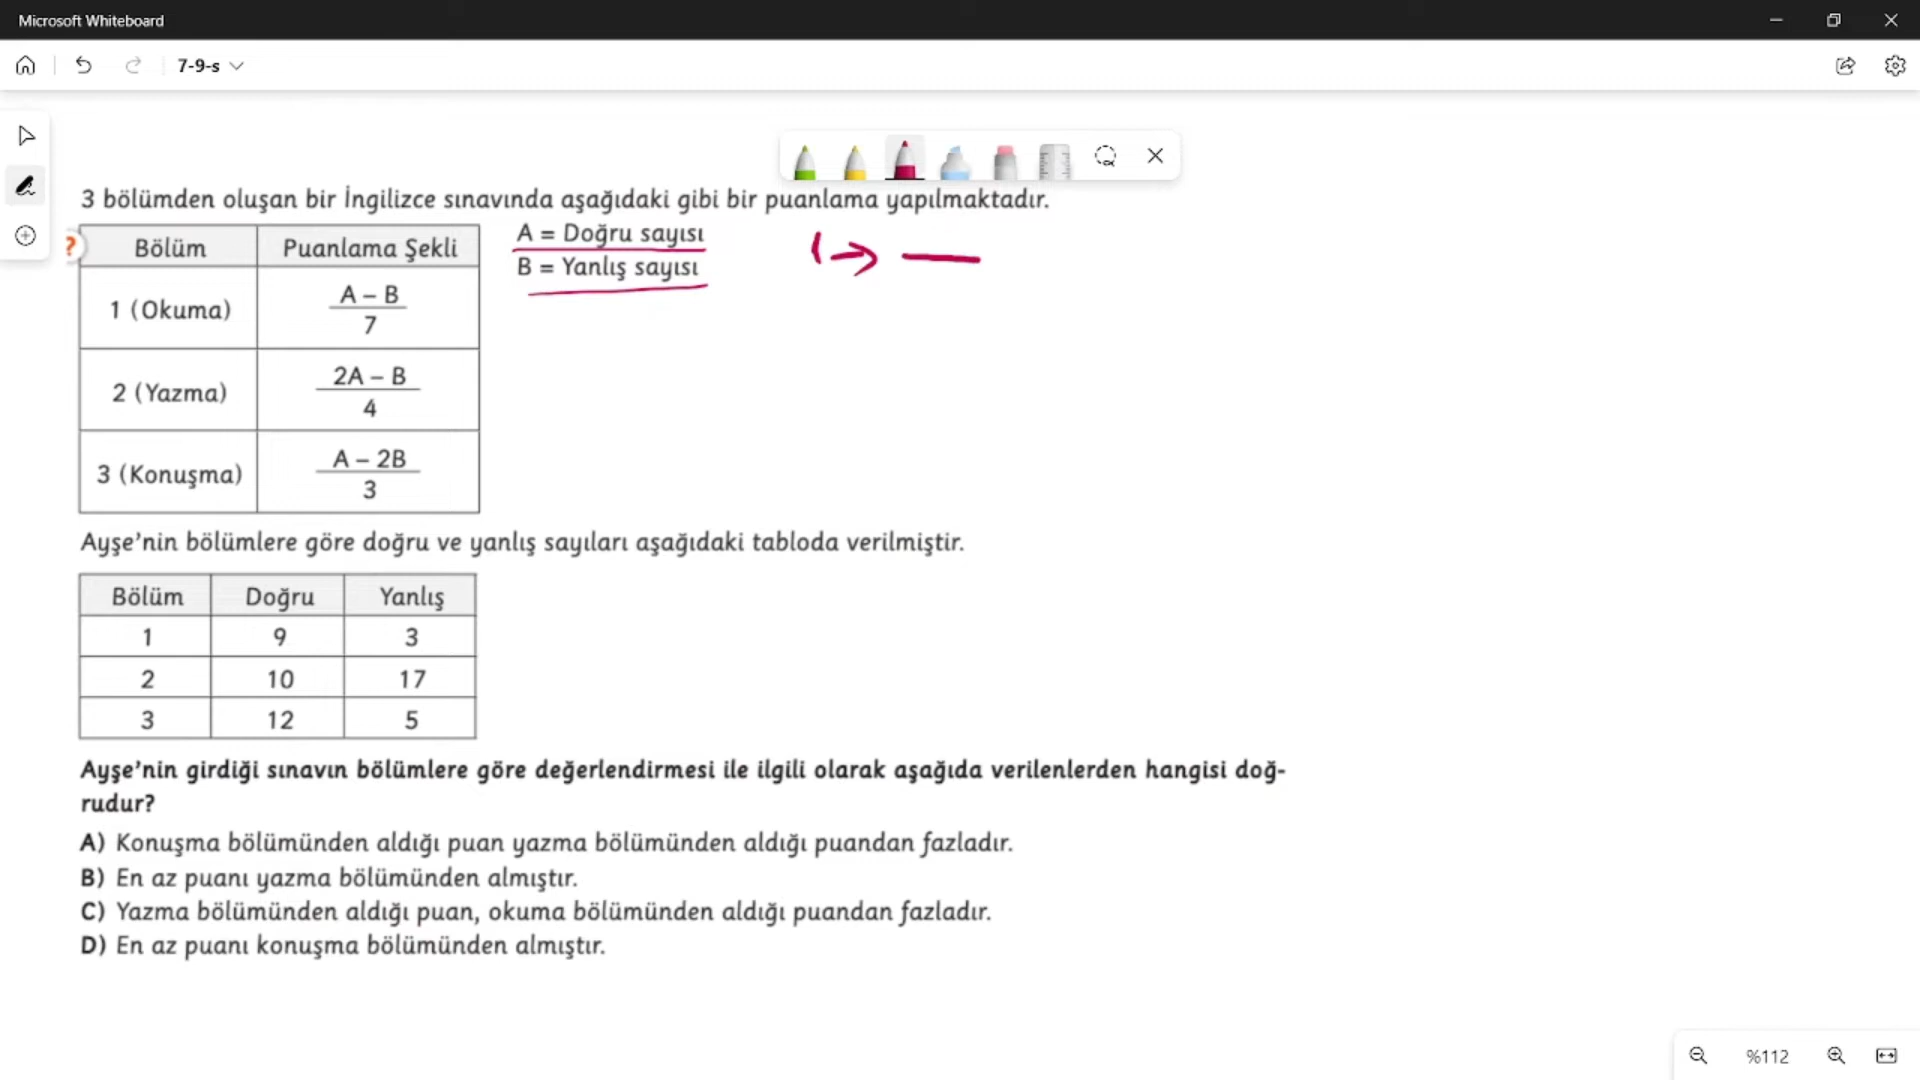 Microsoft Whiteboard
7-9-s
3 bölümden oluşan bir İngilizce sınavında aşağıdaki gibi bir puanlama yapılmaktadır.
?
Bölüm Puanlama Şekli
1 (Okuma) A – B / 7
2 (Yazma) 2A – B / 4
3 (Konuşma) A – 2B / 3
A = Doğru sayısı
B = Yanlış sayısı
1 → —
Ayşe'nin bölümlere göre doğru ve yanlış sayıları aşağıdaki tabloda verilmiştir.
Bölüm Doğru Yanlış
1 9 3
2 10 17
3 12 5
Ayşe'nin girdiği sınavın bölümlere göre değerlendirmesi ile ilgili olarak aşağıda verilenlerden hangisi doğ-
rudur?
A) Konuşma bölümünden aldığı puan yazma bölümünden aldığı puandan fazladır.
B) En az puanı yazma bölümünden almıştır.
C) Yazma bölümünden aldığı puan, okuma bölümünden aldığı puandan fazladır.
D) En az puanı konuşma bölümünden almıştır.
%112